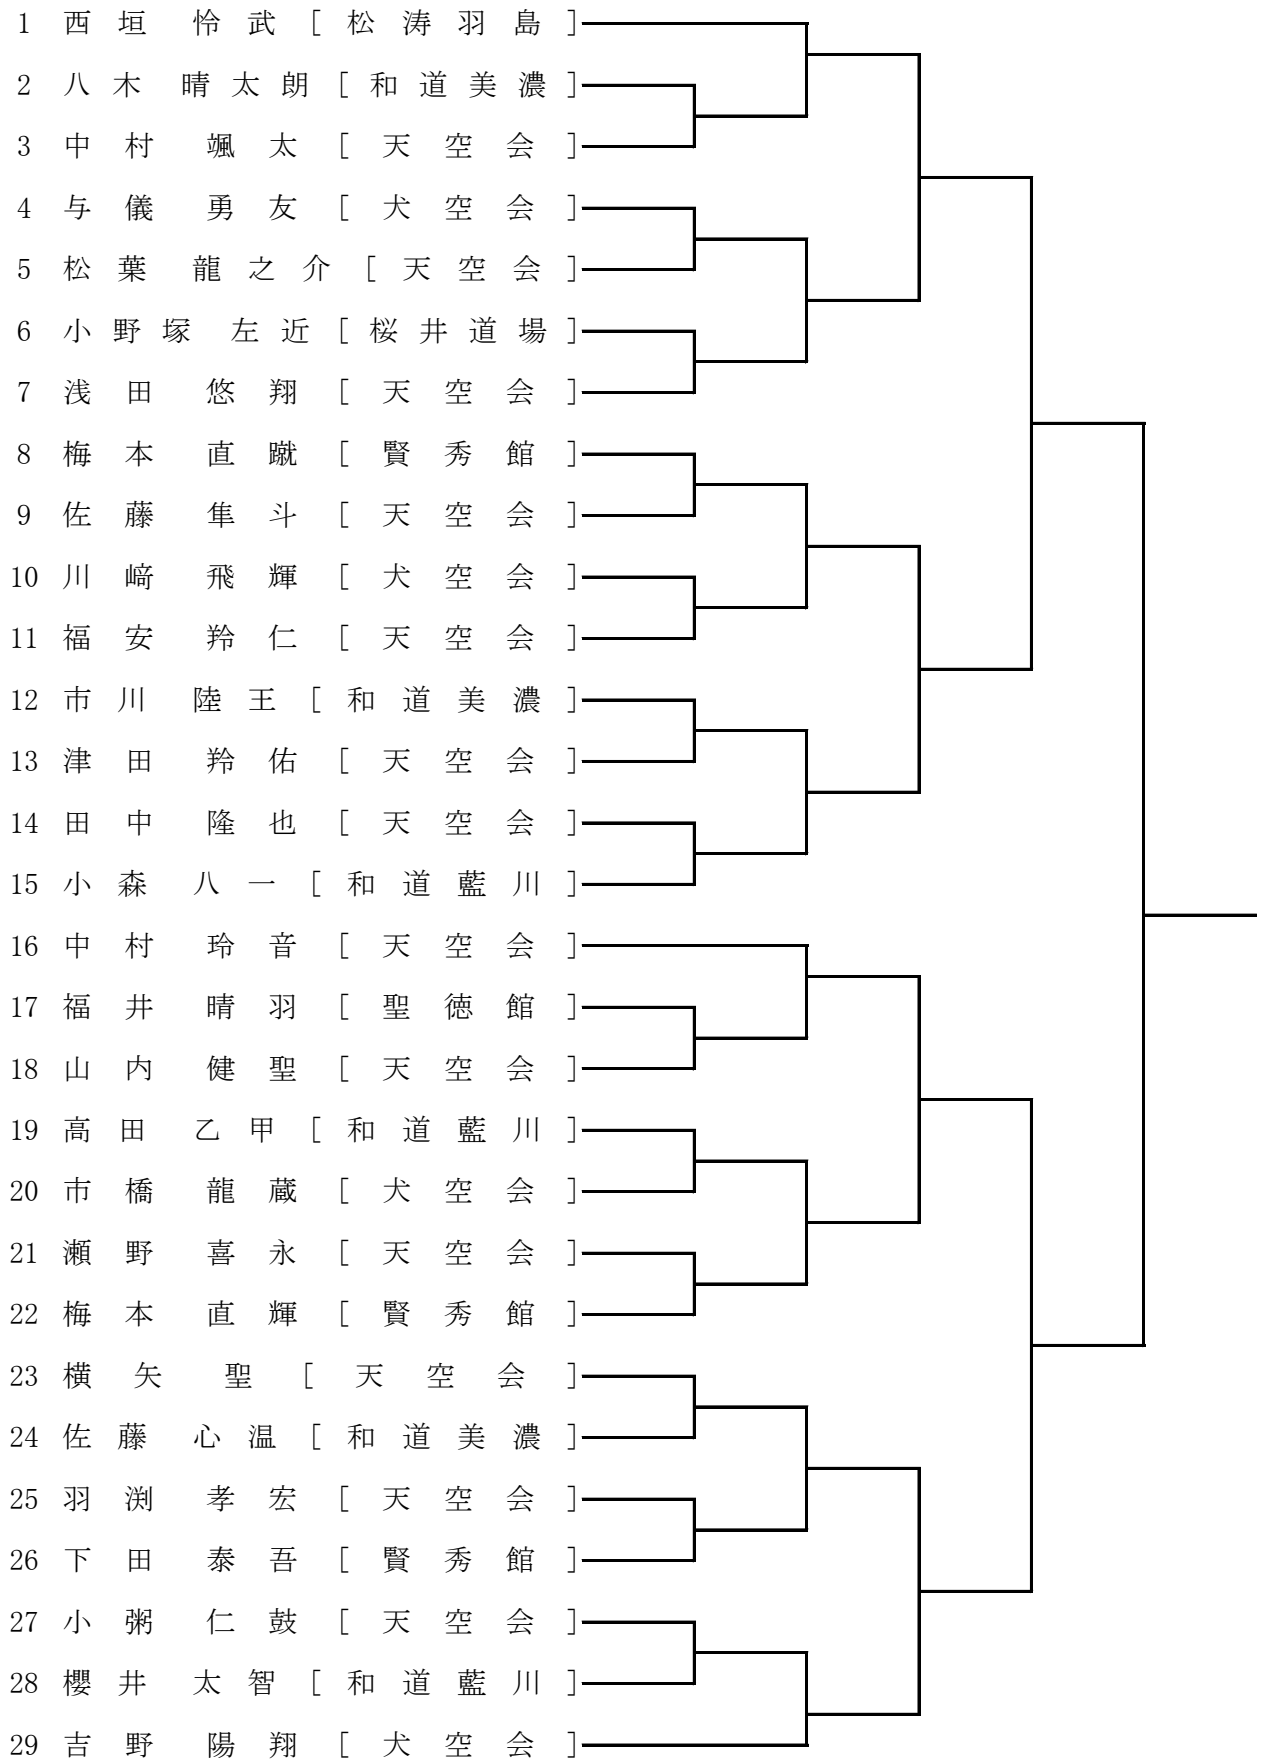 1 西垣 怜武 [松涛羽島]
2 八木 晴太朗 [和道美濃]
3 中村 颯太 [天空会]
4 与儀 勇友 [犬空会]
5 松葉 龍之介 [天空会]
6 小野塚 左近 [桜井道場]
7 浅田 悠翔 [天空会]
8 梅本 直蹴 [賢秀館]
9 佐藤 隼斗 [天空会]
10 川﨑 飛輝 [犬空会]
11 福安 羚仁 [天空会]
12 市川 陸王 [和道美濃]
13 津田 羚佑 [天空会]
14 田中 隆也 [天空会]
15 小森 八一 [和道藍川]
16 中村 玲音 [天空会]
17 福井 晴羽 [聖徳館]
18 山内 健聖 [天空会]
19 高田 乙甲 [和道藍川]
20 市橋 龍蔵 [犬空会]
21 瀬野 喜永 [天空会]
22 梅本 直輝 [賢秀館]
23 横矢 聖 [天空会]
24 佐藤 心温 [和道美濃]
25 羽渕 孝宏 [天空会]
26 下田 泰吾 [賢秀館]
27 小粥 仁鼓 [天空会]
28 櫻井 太智 [和道藍川]
29 吉野 陽翔 [犬空会]